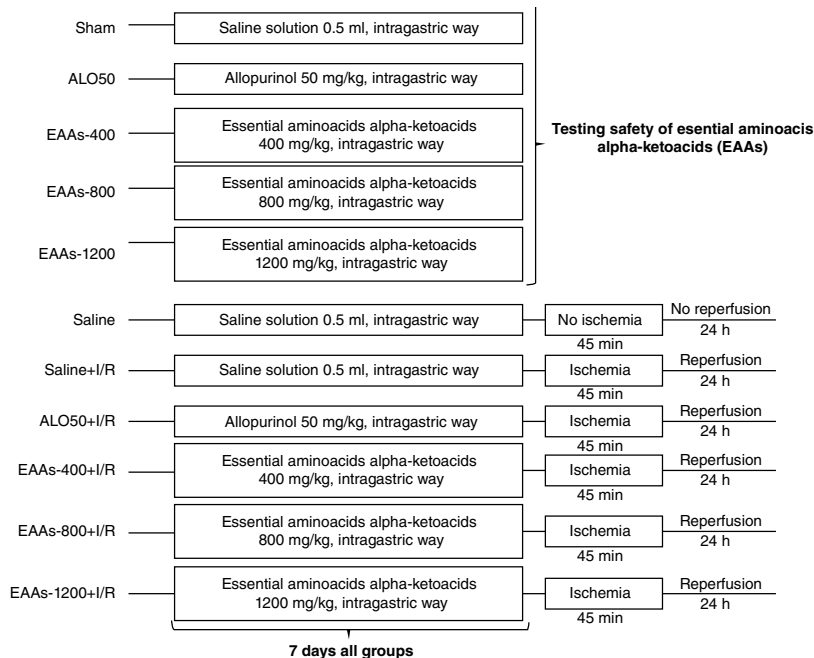 Sham
Saline solution 0.5 ml, intragastric way
ALO50
Allopurinol 50 mg/kg, intragastric way
EAAs-400
Essential aminoacids alpha-ketoacids
400 mg/kg, intragastric way
EAAs-800
Essential aminoacids alpha-ketoacids
800 mg/kg, intragastric way
EAAs-1200
Essential aminoacids alpha-ketoacids
1200 mg/kg, intragastric way
Testing safety of esential aminoacis
alpha-ketoacids (EAAs)
Saline
Saline solution 0.5 ml, intragastric way
No ischemia
45 min
No reperfusion
24 h
Saline+I/R
Saline solution 0.5 ml, intragastric way
Ischemia
45 min
Reperfusion
24 h
ALO50+I/R
Allopurinol 50 mg/kg, intragastric way
Ischemia
45 min
Reperfusion
24 h
EAAs-400+I/R
Essential aminoacids alpha-ketoacids
400 mg/kg, intragastric way
Ischemia
45 min
Reperfusion
24 h
EAAs-800+I/R
Essential aminoacids alpha-ketoacids
800 mg/kg, intragastric way
Ischemia
45 min
Reperfusion
24 h
EAAs-1200+I/R
Essential aminoacids alpha-ketoacids
1200 mg/kg, intragastric way
Ischemia
45 min
Reperfusion
24 h
7 days all groups